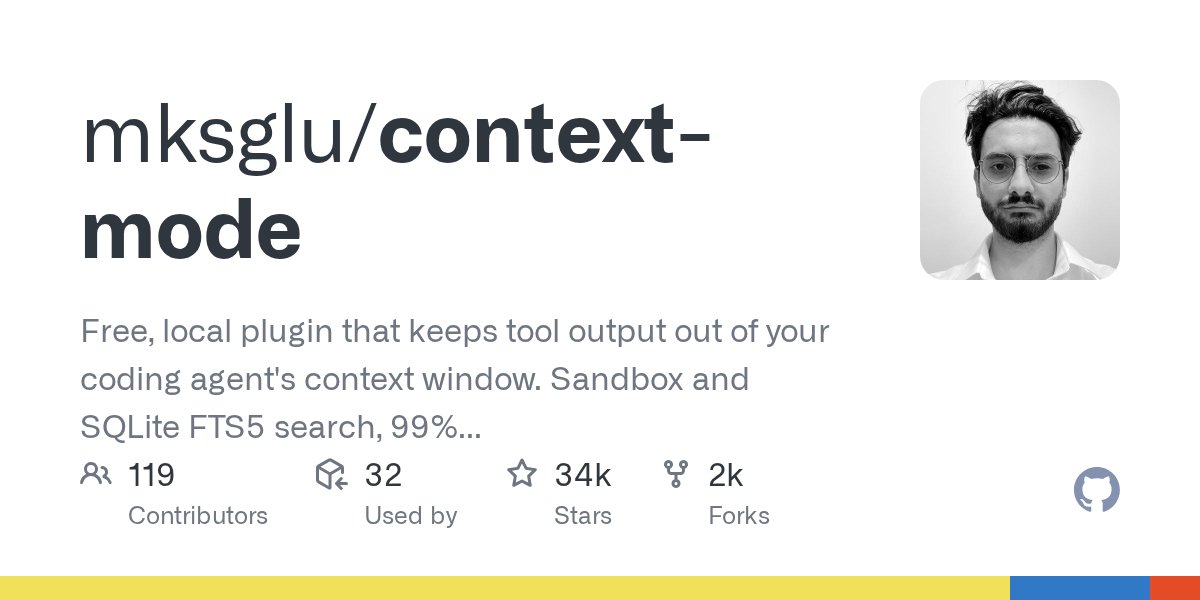 mksglu/context-
mode
Free, local plugin that keeps tool output out of your
coding agent's context window. Sandbox and
SQLite FTS5 search, 99%...
119 32 34k 2k
Contributors Used by Stars Forks